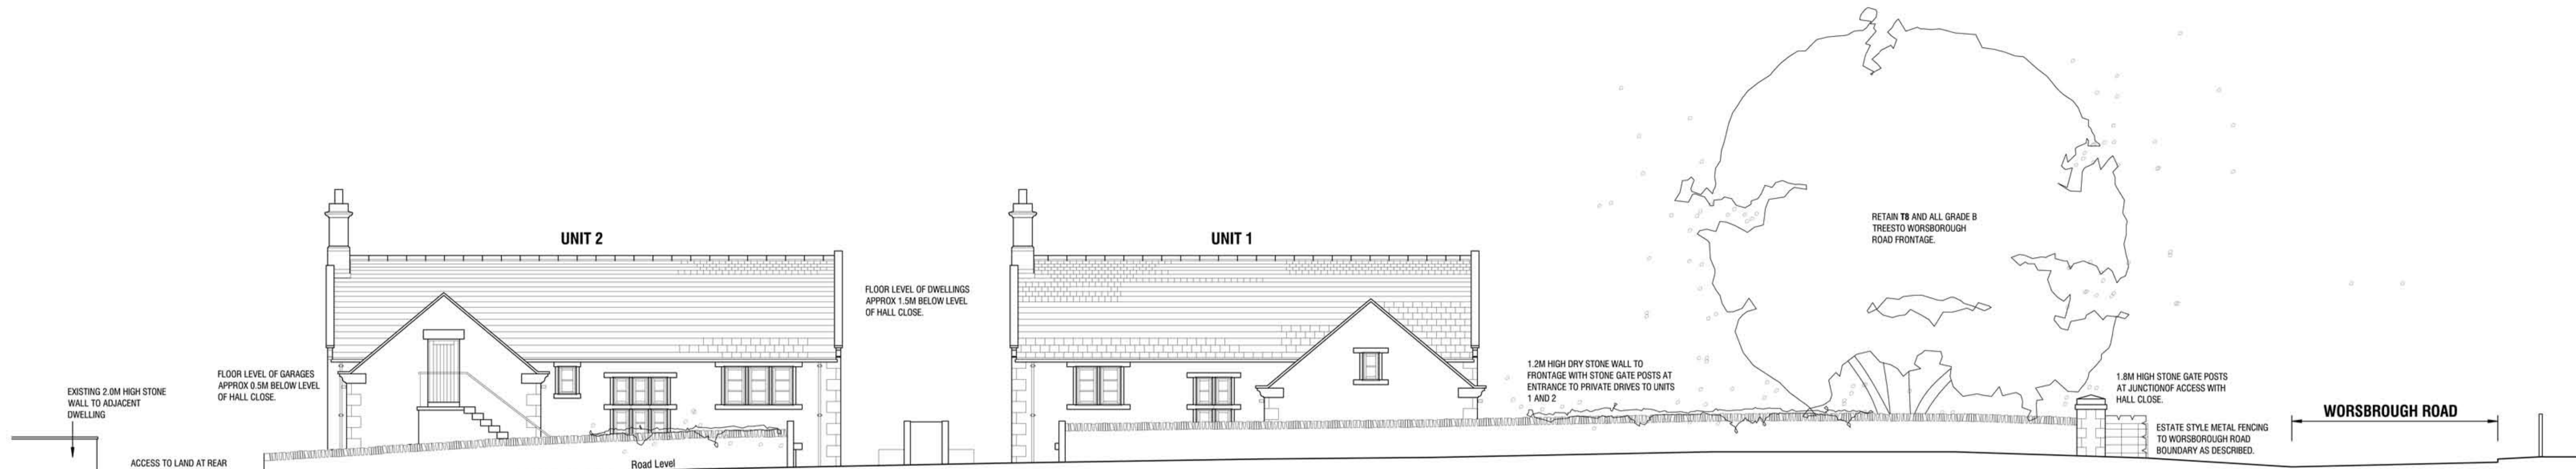 UNIT 2
UNIT 1
RETAIN T8 AND ALL GRADE B
TREESTO WORSBOROUGH
ROAD FRONTAGE.
FLOOR LEVEL OF DWELLINGS
APPROX 1.5M BELOW LEVEL
OF HALL CLOSE.
FLOOR LEVEL OF GARAGES
APPROX 0.5M BELOW LEVEL
OF HALL CLOSE.
EXISTING 2.0M HIGH STONE
WALL TO ADJACENT
DWELLING
1.2M HIGH DRY STONE WALL TO
FRONTAGE WITH STONE GATE POSTS AT
ENTRANCE TO PRIVATE DRIVES TO UNITS
1 AND 2
1.8M HIGH STONE GATE POSTS
AT JUNCTIONOF ACCESS WITH
HALL CLOSE.
WORSBROUGH ROAD
ESTATE STYLE METAL FENCING
TO WORSBOROUGH ROAD
BOUNDARY AS DESCRIBED.
ACCESS TO LAND AT REAR
Road Level